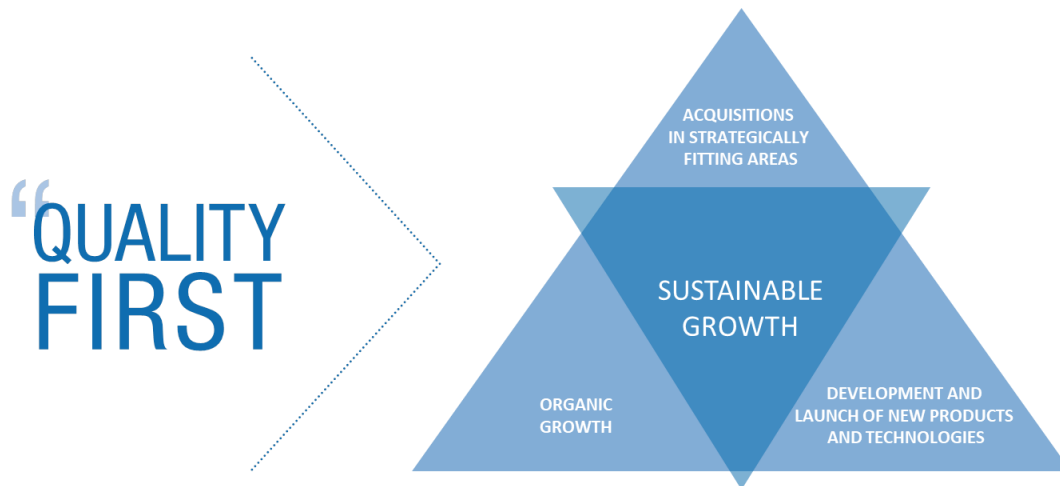 “QUALITY
FIRST
ACQUISITIONS
IN STRATEGICALLY
FITTING AREAS
SUSTAINABLE
GROWTH
ORGANIC
GROWTH
DEVELOPMENT AND
LAUNCH OF NEW PRODUCTS
AND TECHNOLOGIES